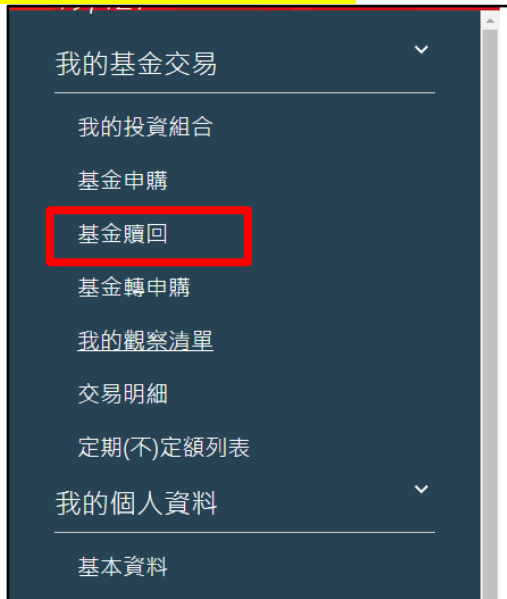 我的基金交易
我的投資組合
基金申購
基金贖回
基金轉申購
我的觀察清單
交易明細
定期(不)定額列表
我的個人資料
基本資料